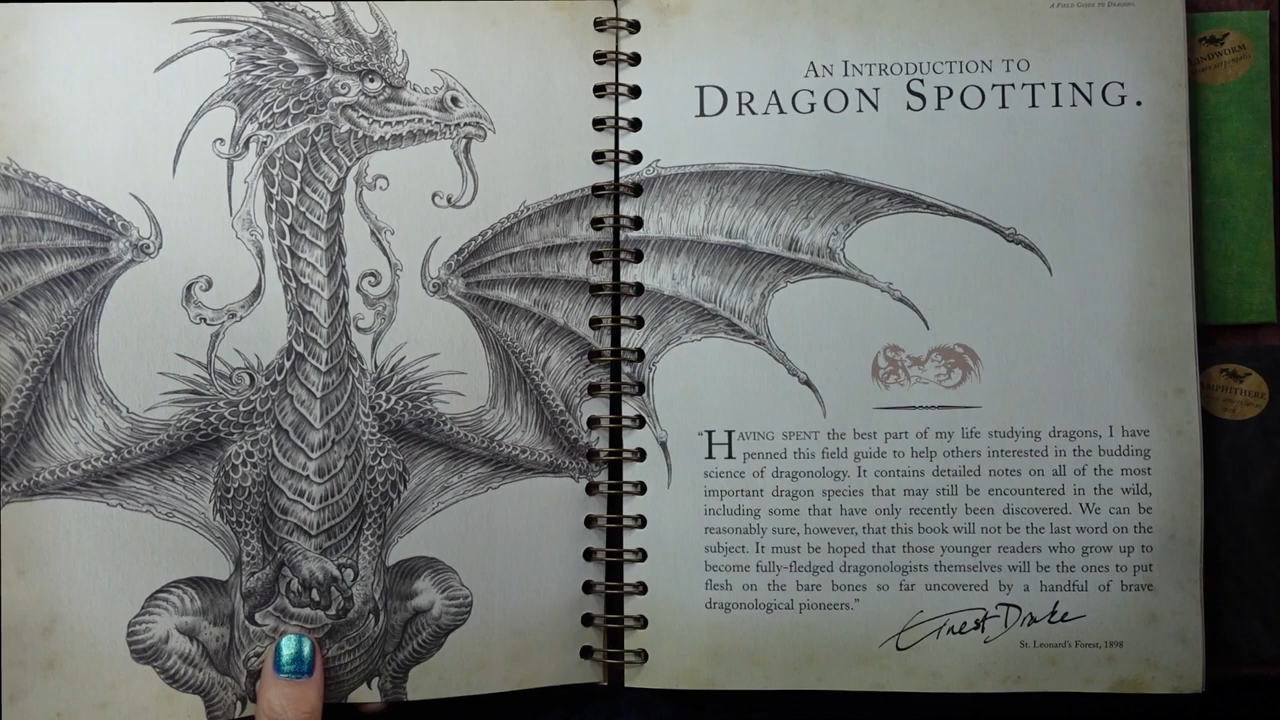 A Field Guide to Dragons.
An Introduction to
Dragon Spotting.
“Having spent the best part of my life studying dragons, I have
penned this field guide to help others interested in the budding
science of dragonology. It contains detailed notes on all of the most
important dragon species that may still be encountered in the wild,
including some that have only recently been discovered. We can be
reasonably sure, however, that this book will not be the last word on the
subject. It must be hoped that those younger readers who grow up to
become fully-fledged dragonologists themselves will be the ones to put
flesh on the bare bones so far uncovered by a handful of brave
dragonological pioneers.”
Ernest Drake
St. Leonard's Forest, 1898
LINDWORM
AMPHITHERE